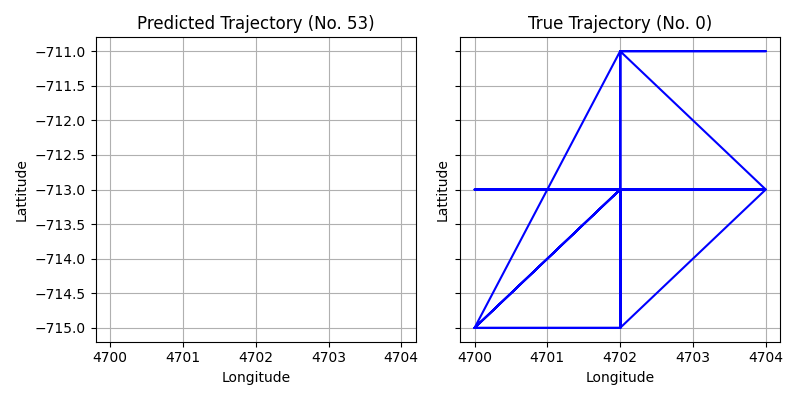 Predicted Trajectory (No. 53)
True Trajectory (No. 0)
−711.0
−711.5
−712.0
−712.5
−713.0
−713.5
−714.0
−714.5
−715.0
Lattitude
Lattitude
4700 4701 4702 4703 4704
4700 4701 4702 4703 4704
Longitude
Longitude